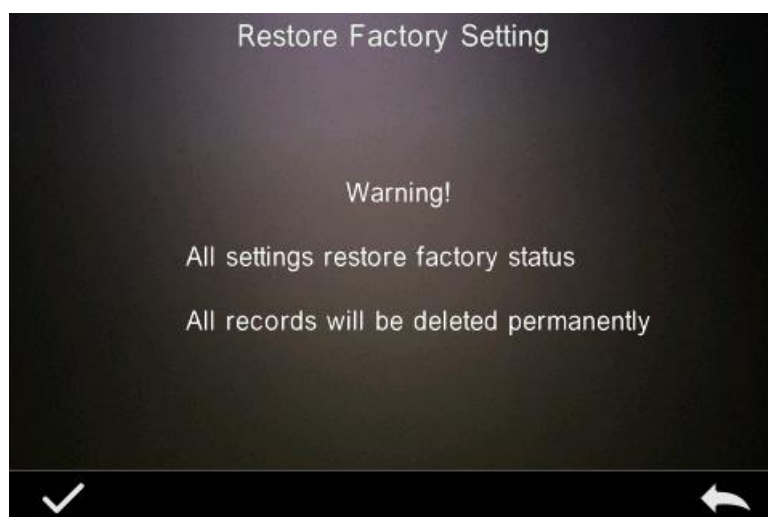 Restore Factory Setting
Warning!
All settings restore factory status
All records will be deleted permanently